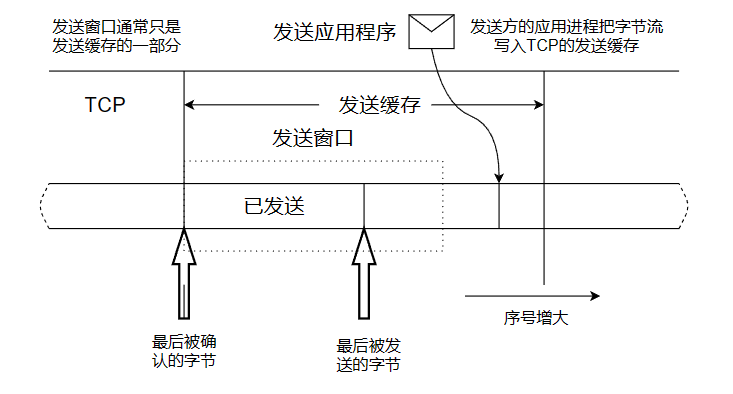 发送窗口通常只是
发送缓存的一部分
发送应用程序
发送方的应用进程把字节流
写入TCP的发送缓存
TCP
发送缓存
发送窗口
已发送
序号增大
最后被确
认的字节
最后被发
送的字节